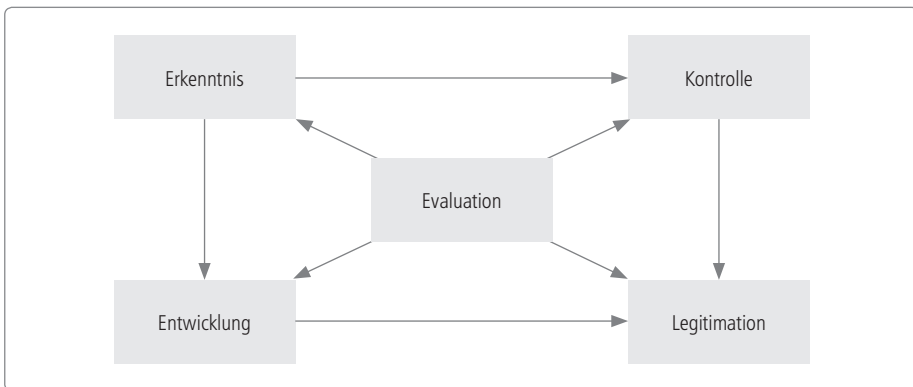 Erkenntnis
Kontrolle
Evaluation
Entwicklung
Legitimation